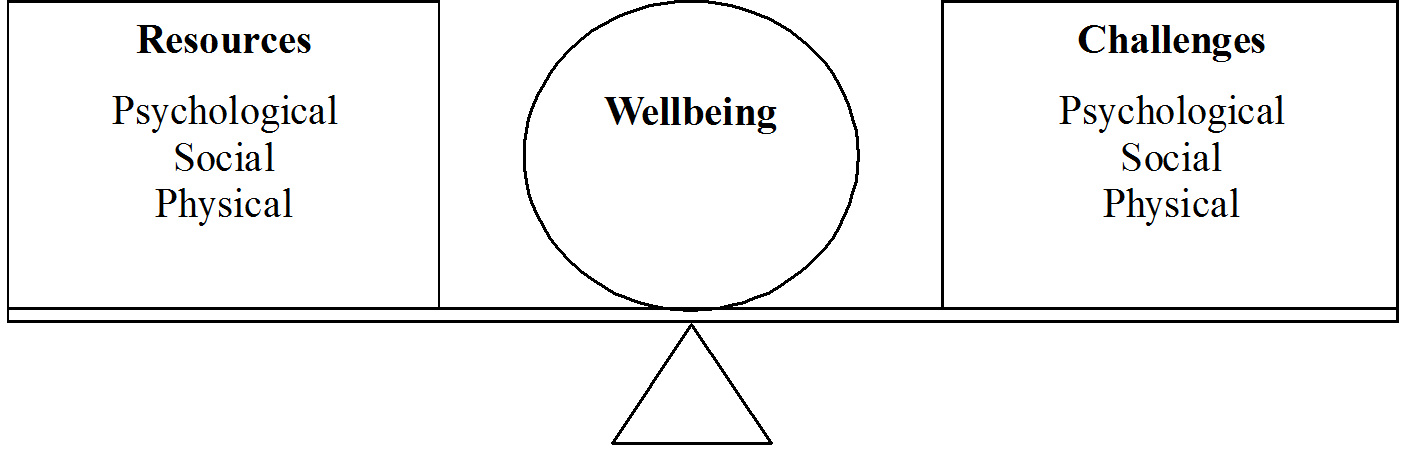 Resources
Psychological
Social
Physical
Wellbeing
Challenges
Psychological
Social
Physical